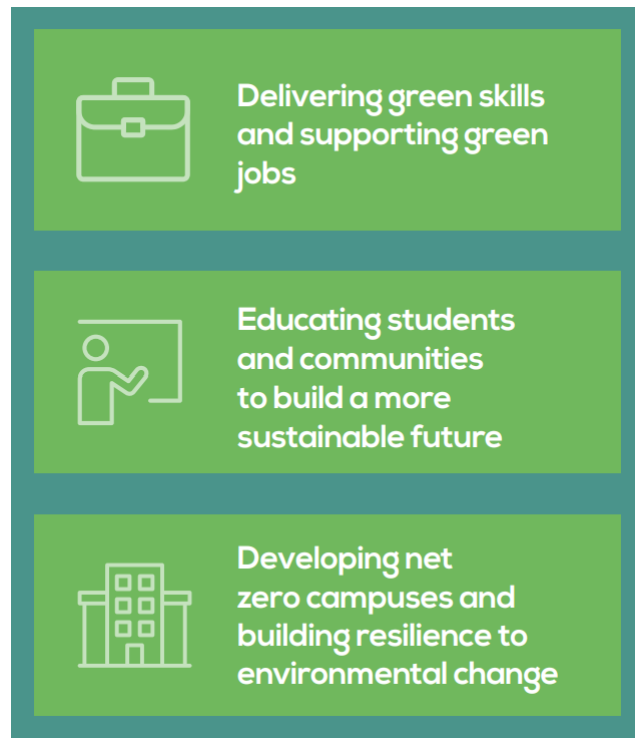 Delivering green skills
and supporting green
jobs
Educating students
and communities
to build a more
sustainable future
Developing net
zero campuses and
building resilience to
environmental change